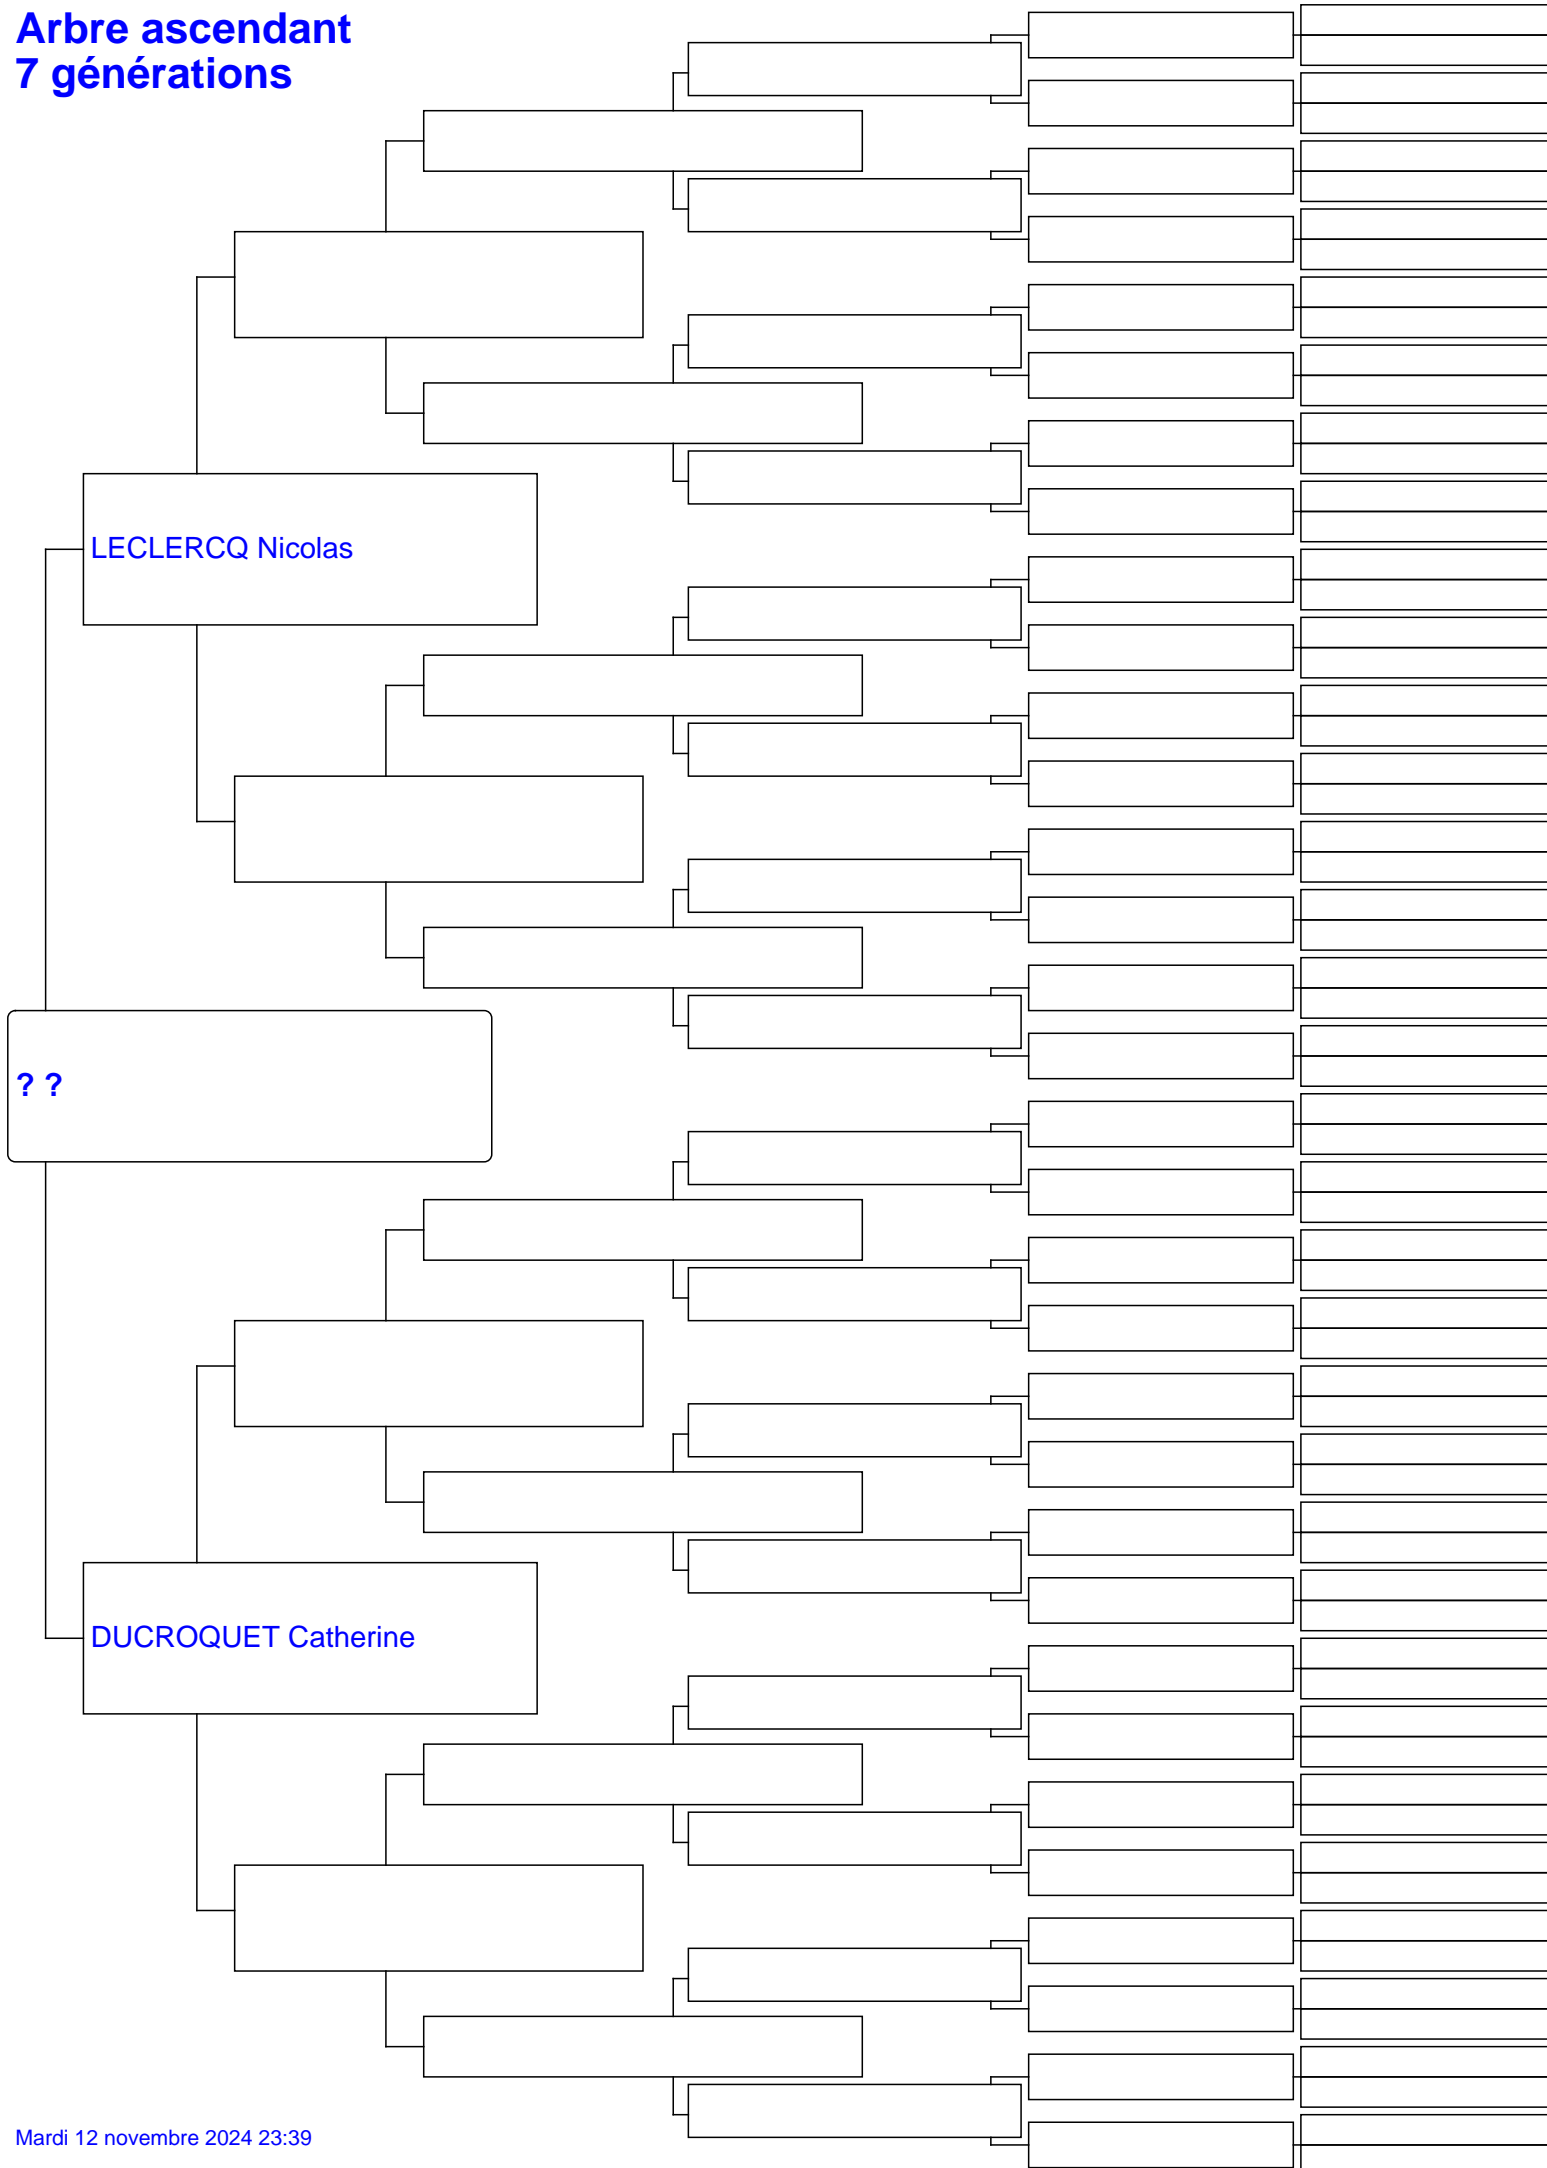 Arbre ascendant
7 générations
LECLERCQ Nicolas
? ?
DUCROQUET Catherine
Mardi 12 novembre 2024 23:39